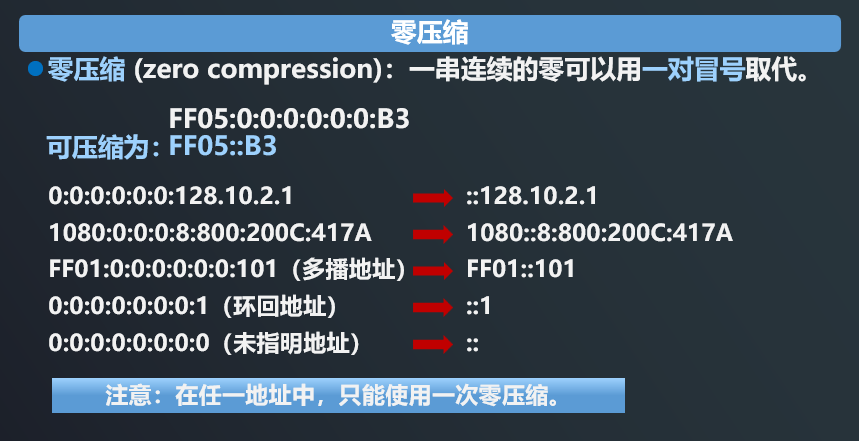 零压缩
零压缩 (zero compression)：一串连续的零可以用一对冒号取代。
FF05:0:0:0:0:0:0:B3
可压缩为：FF05::B3
0:0:0:0:0:0:128.10.2.1 ::128.10.2.1
1080:0:0:0:8:800:200C:417A 1080::8:800:200C:417A
FF01:0:0:0:0:0:0:101（多播地址） FF01::101
0:0:0:0:0:0:0:1（环回地址） ::1
0:0:0:0:0:0:0:0（未指明地址） ::
注意：在任一地址中，只能使用一次零压缩。